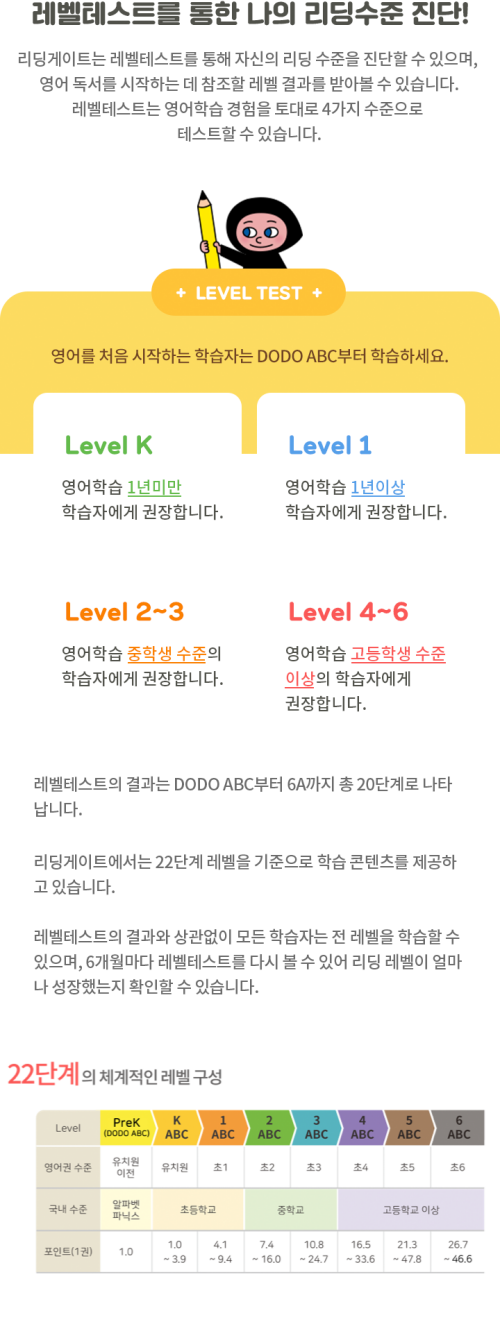 레벨테스트를 통한 나의 리딩수준 진단!
리딩게이트는 레벨테스트를 통해 자신의 리딩 수준을 진단할 수 있으며,
영어 독서를 시작하는 데 참조할 레벨 결과를 받아볼 수 있습니다.
레벨테스트는 영어학습 경험을 토대로 4가지 수준으로
테스트할 수 있습니다.
+ LEVEL TEST +
영어를 처음 시작하는 학습자는 DODO ABC부터 학습하세요.
Level K
영어학습 1년미만
학습자에게 권장합니다.
Level 1
영어학습 1년이상
학습자에게 권장합니다.
Level 2~3
영어학습 중학생 수준의
학습자에게 권장합니다.
Level 4~6
영어학습 고등학생 수준
이상의 학습자에게
권장합니다.
레벨테스트의 결과는 DODO ABC부터 6A까지 총 20단계로 나타
납니다.
리딩게이트에서는 22단계 레벨을 기준으로 학습 콘텐츠를 제공하
고 있습니다.
레벨테스트의 결과와 상관없이 모든 학습자는 전 레벨을 학습할 수
있으며, 6개월마다 레벨테스트를 다시 볼 수 있어 리딩 레벨이 얼마
나 성장했는지 확인할 수 있습니다.
22단계의 체계적인 레벨 구성
Level PreK (DODO ABC) K ABC 1 ABC 2 ABC 3 ABC 4 ABC 5 ABC 6 ABC
영어권 수준 유치원 이전 유치원 초1 초2 초3 초4 초5 초6
국내 수준 알파벳 파닉스 초등학교 중학교 고등학교 이상
포인트(1권) 1.0 1.0 ~ 3.9 4.1 ~ 9.4 7.4 ~ 16.0 10.8 ~ 24.7 16.5 ~ 33.6 21.3 ~ 47.8 26.7 ~ 46.6